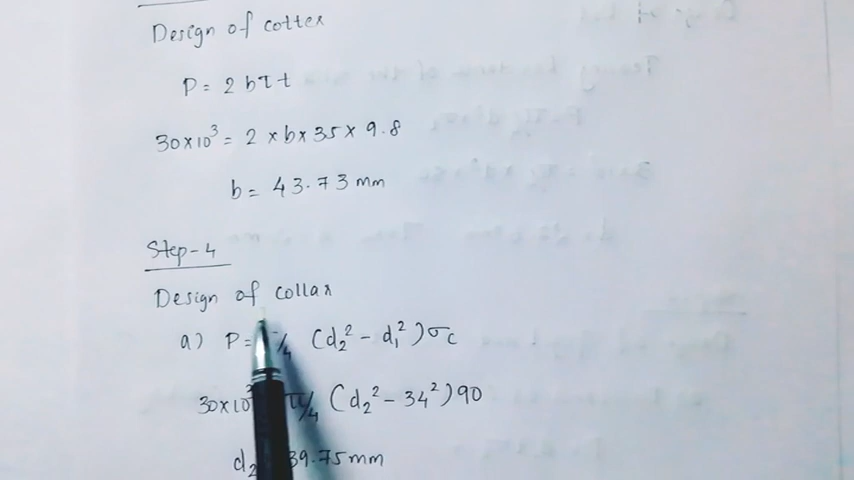 Design of cotter
P = 2 b τ t
30×10³ = 2 × b × 35 × 9.8
b = 43.73 mm
Step-4
Design of collar
a) P = π/4 (d₂² - d₁²) σc
30×10³ π/4 (d₂² - 34²) 90
d₂ 39.75 mm